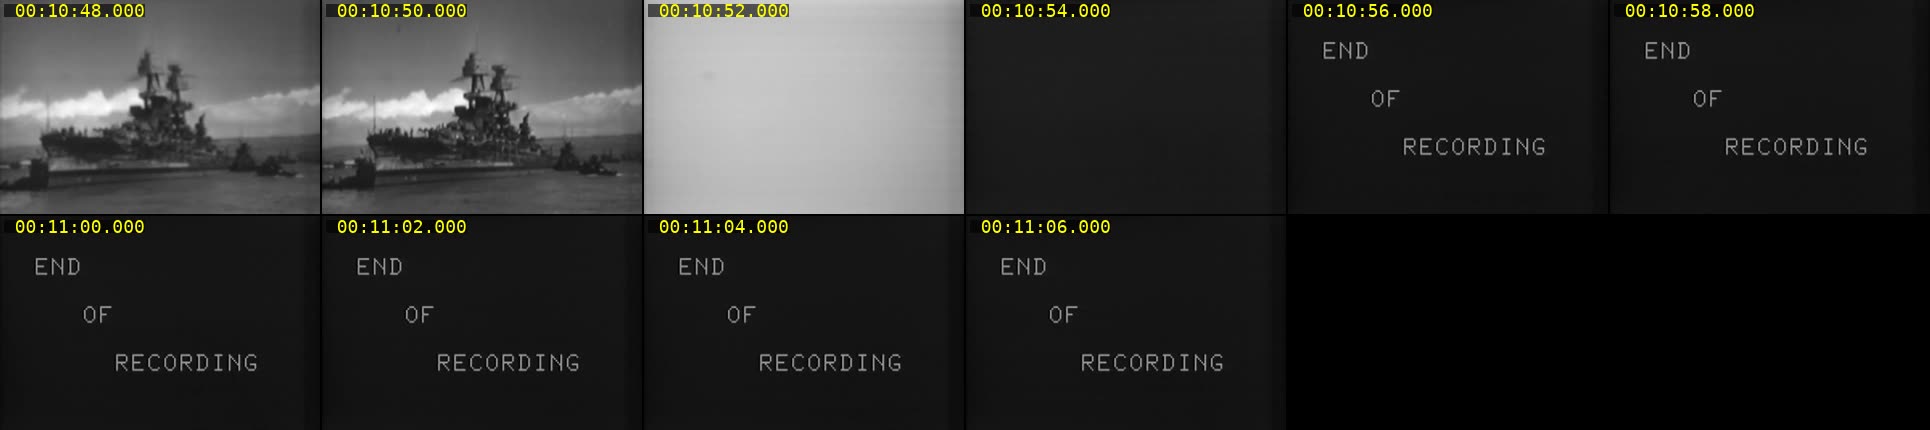 00:10:48.000
00:10:50.000
00:10:52.000
00:10:54.000
00:10:56.000
END
OF
RECORDING
00:10:58.000
END
OF
RECORDING
00:11:00.000
END
OF
RECORDING
00:11:02.000
END
OF
RECORDING
00:11:04.000
END
OF
RECORDING
00:11:06.000
END
OF
RECORDING